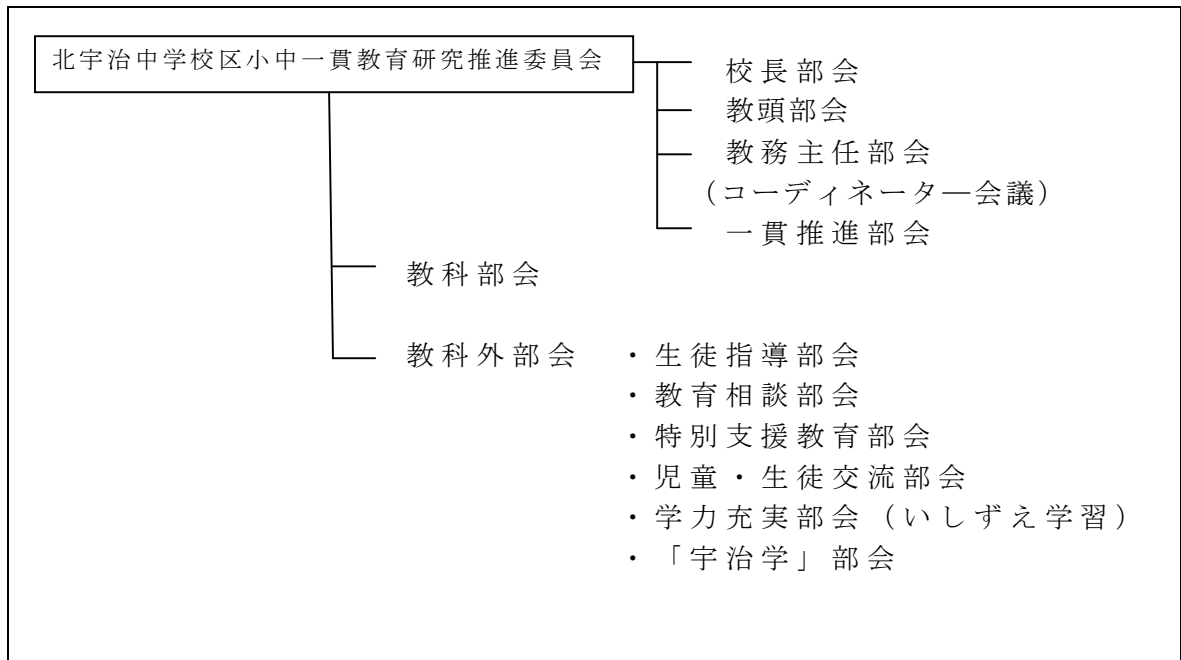 北宇治中学校区小中一貫教育研究推進委員会
校長部会
教頭部会
教務主任部会
（コーディネータ―会議）
一貫推進部会
教科部会
教科外部会 ・生徒指導部会
・教育相談部会
・特別支援教育部会
・児童・生徒交流部会
・学力充実部会（いしずえ学習）
・「宇治学」部会